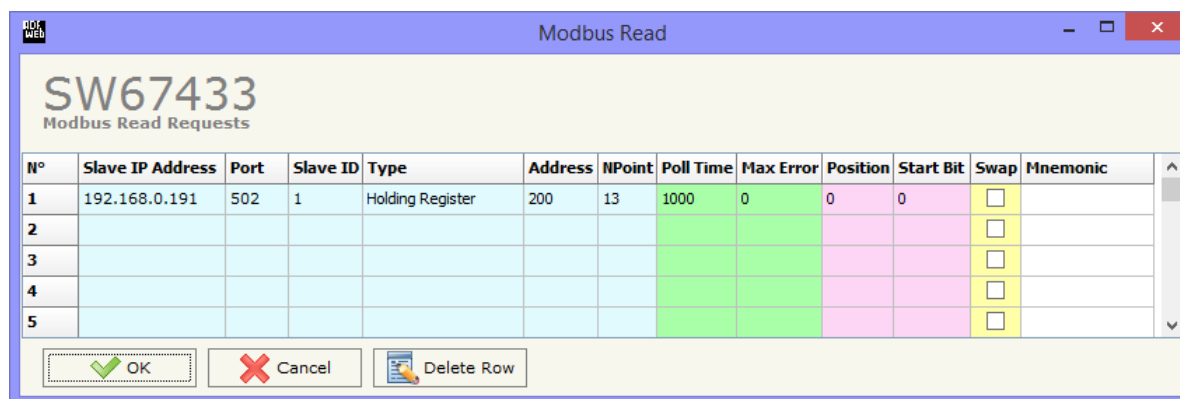 ADF WEB
Modbus Read
SW67433
Modbus Read Requests
N° Slave IP Address Port Slave ID Type Address NPoint Poll Time Max Error Position Start Bit Swap Mnemonic
1 192.168.0.191 502 1 Holding Register 200 13 1000 0 0 0
2
3
4
5
OK Cancel Delete Row